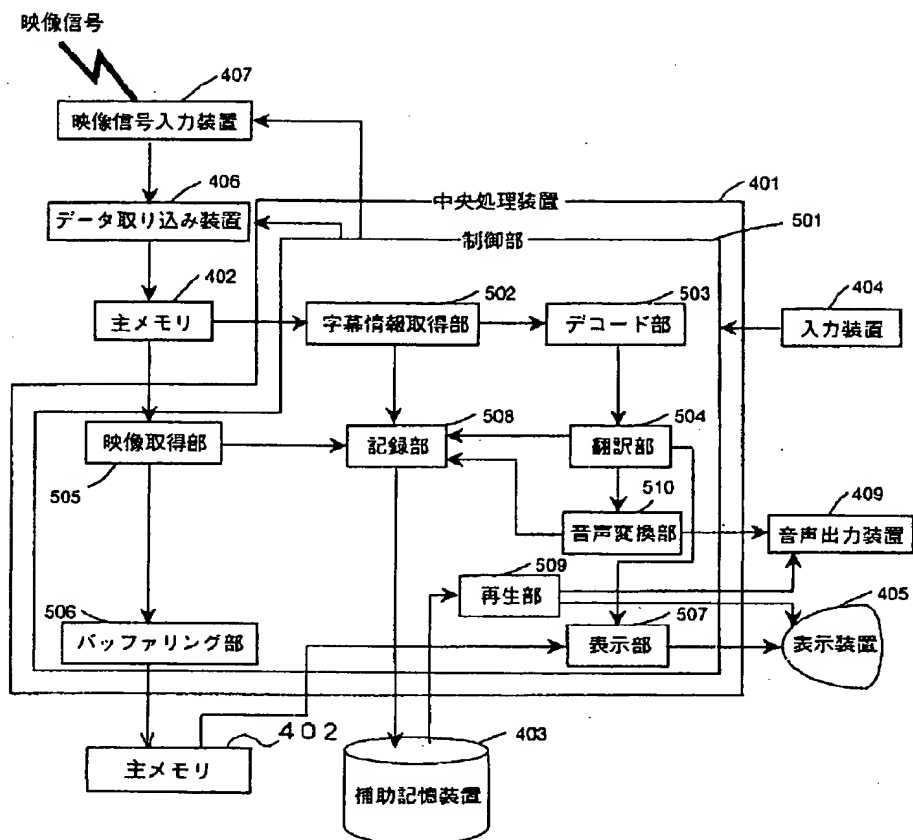 映像信号
407
映像信号入力装置
406
データ取り込み装置
中央処理装置
401
制御部
501
402
主メモリ
502
字幕情報取得部
503
デコード部
404
入力装置
映像取得部
505
508
記録部
504
翻訳部
510
音声変換部
409
音声出力装置
509
再生部
405
表示装置
506
バッファリング部
507
表示部
402
主メモリ
403
補助記憶装置